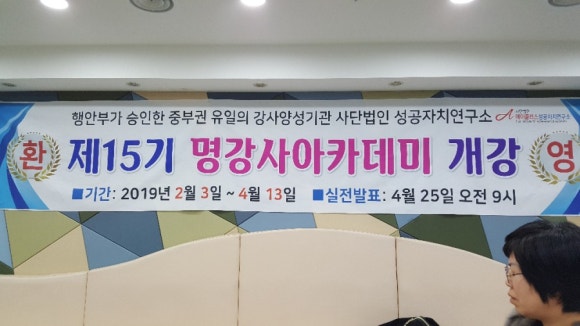 행안부가 승인한 중부권 유일의 강사양성기관 사단법인 성공자치연구소
환 제15기 명강사아카데미 개강 영
■기간: 2019년 2월 3일 ~ 4월 13일 ■실전발표: 4월 25일 오전 9시